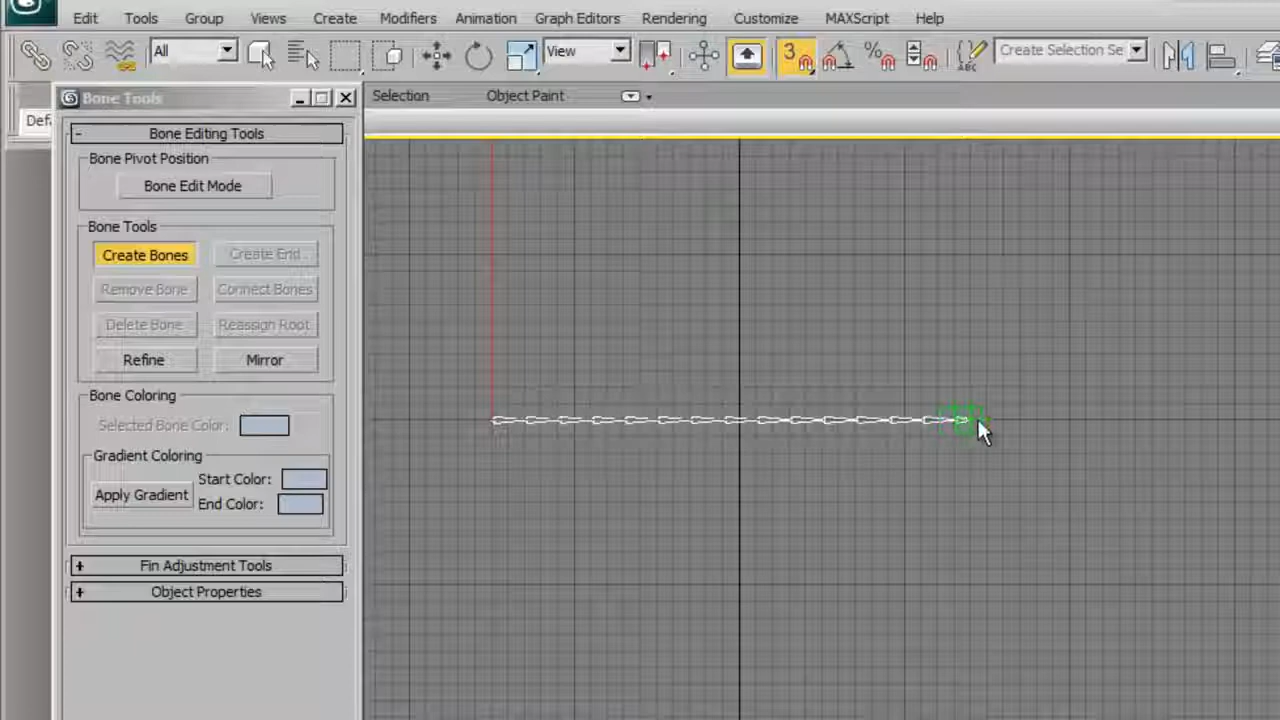 Edit Tools Group Views Create Modifiers Animation Graph Editors Rendering Customize MAXScript Help
All View 3 % ABC Create Selection Se
Bone Tools Selection Object Paint
- Bone Editing Tools
Bone Pivot Position
Bone Edit Mode
Bone Tools
Create Bones Create End
Remove Bone Connect Bones
Delete Bone Reassign Root
Refine Mirror
Bone Coloring
Selected Bone Color:
Gradient Coloring
Apply Gradient Start Color:
End Color:
+ Fin Adjustment Tools
+ Object Properties